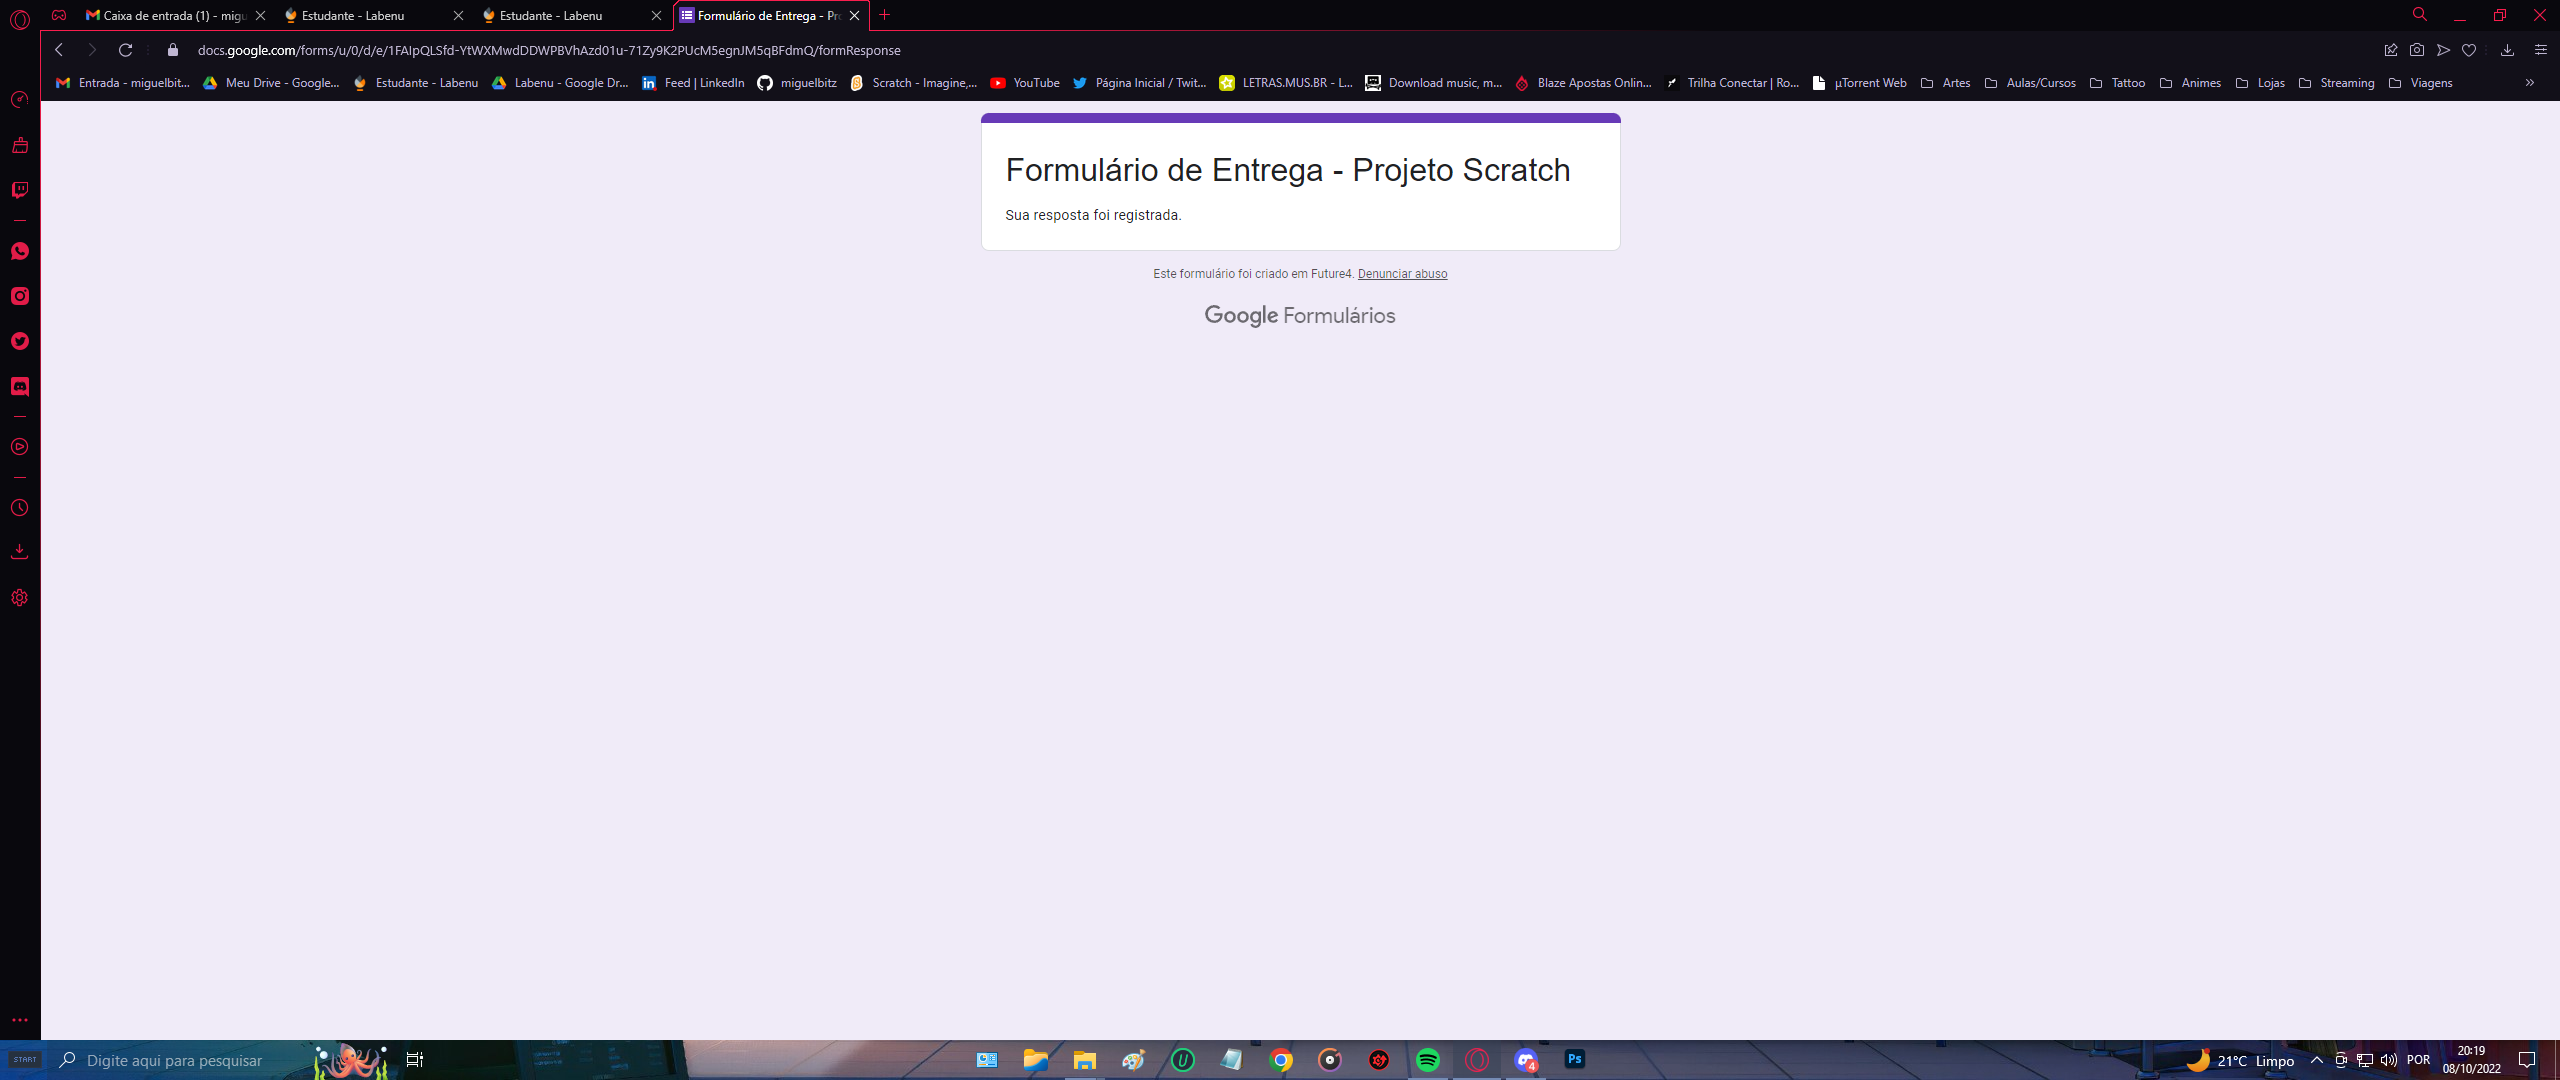 Caixa de entrada (1) - migu
Estudante - Labenu
Estudante - Labenu
Formulário de Entrega - Pro
docs.google.com/forms/u/0/d/e/1FAIpQLSfd-YtWXMwdDDWPBVhAzd01u-71Zy9K2PUcM5egnJM5qBFdmQ/formResponse
Entrada - miguelbit...
Meu Drive - Google...
Estudante - Labenu
Labenu - Google Dr...
Feed | LinkedIn
miguelbitz
Scratch - Imagine,...
YouTube
Página Inicial / Twit...
LETRAS.MUS.BR - L...
Download music, m...
Blaze Apostas Onlin...
Trilha Conectar | Ro...
µTorrent Web
Artes
Aulas/Cursos
Tattoo
Animes
Lojas
Streaming
Viagens
Formulário de Entrega - Projeto Scratch
Sua resposta foi registrada.
Este formulário foi criado em Future4. Denunciar abuso
Google Formulários
START
Digite aqui para pesquisar
Ps
4
21°C Limpo
POR
20:19
08/10/2022